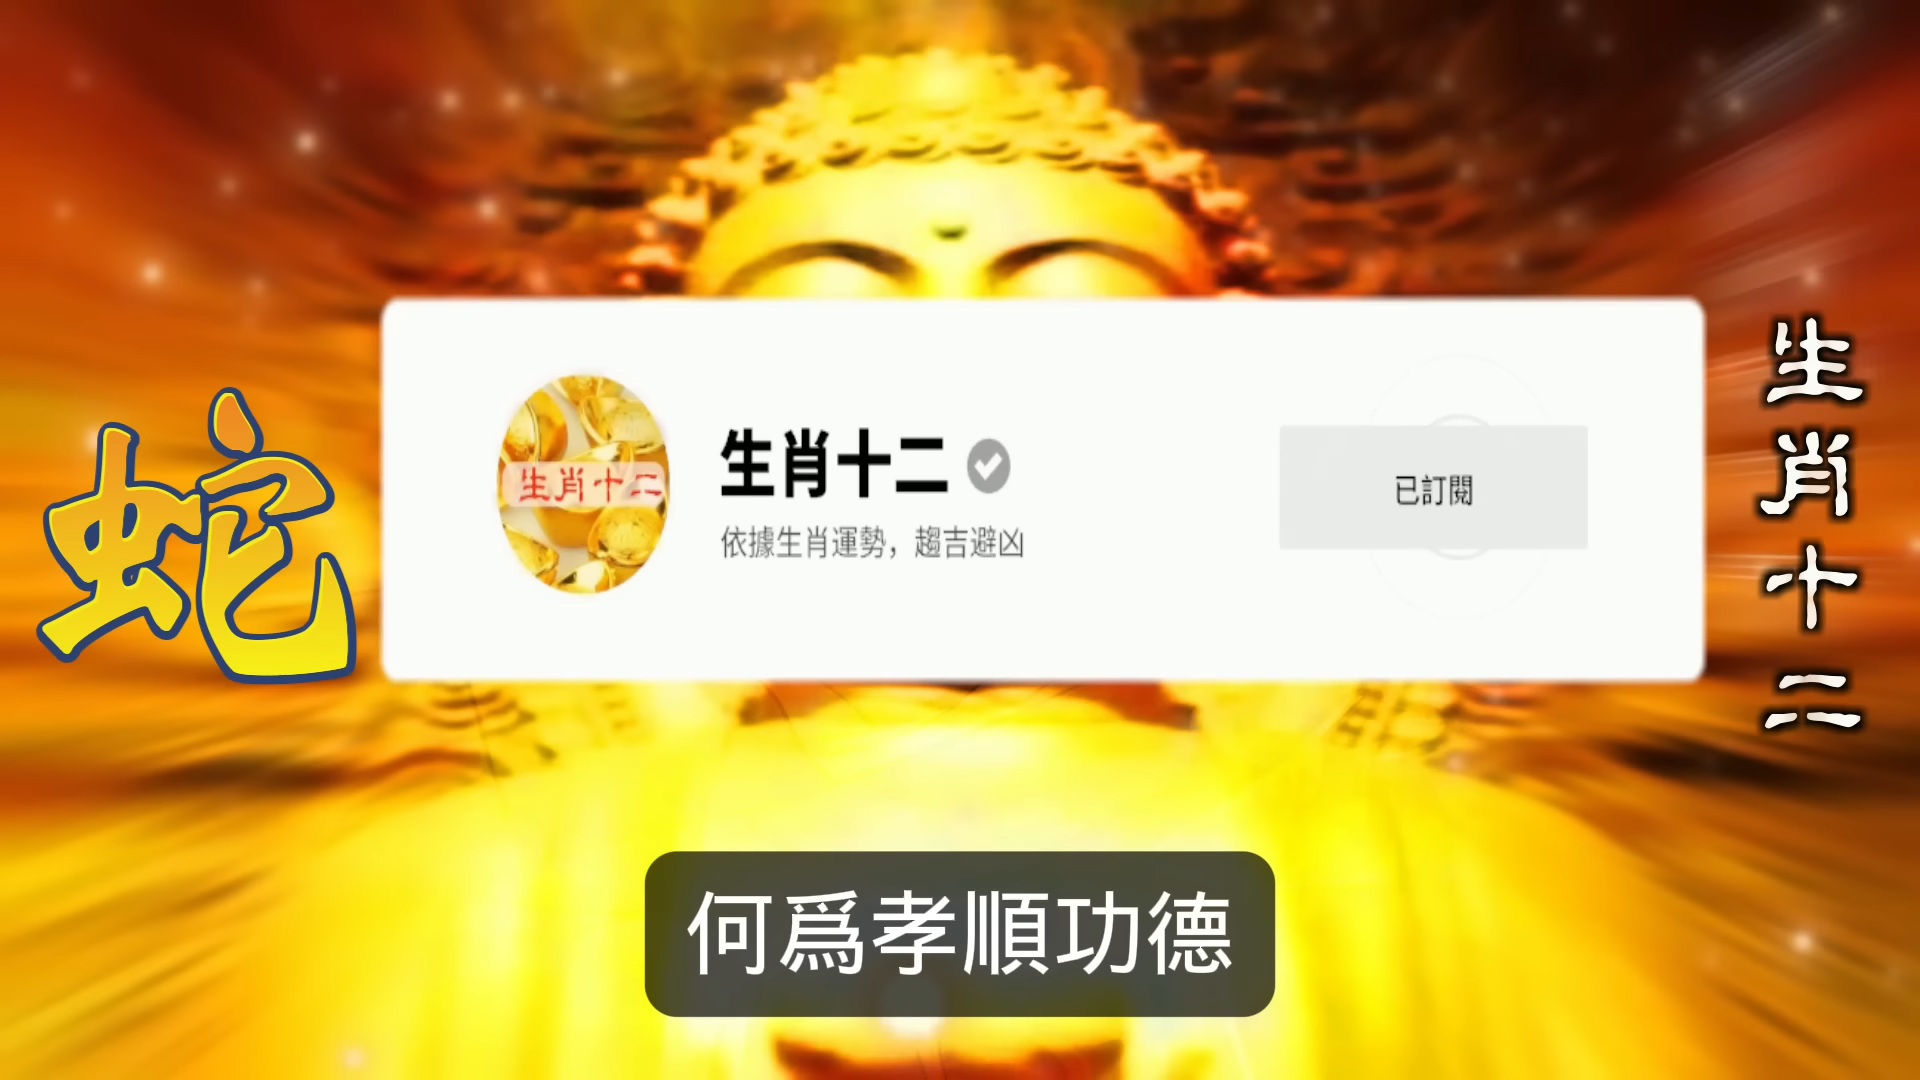 蛇
生肖十二
生肖十二
依據生肖運勢，趨吉避凶
已訂閱
生肖十二
何爲孝順功德